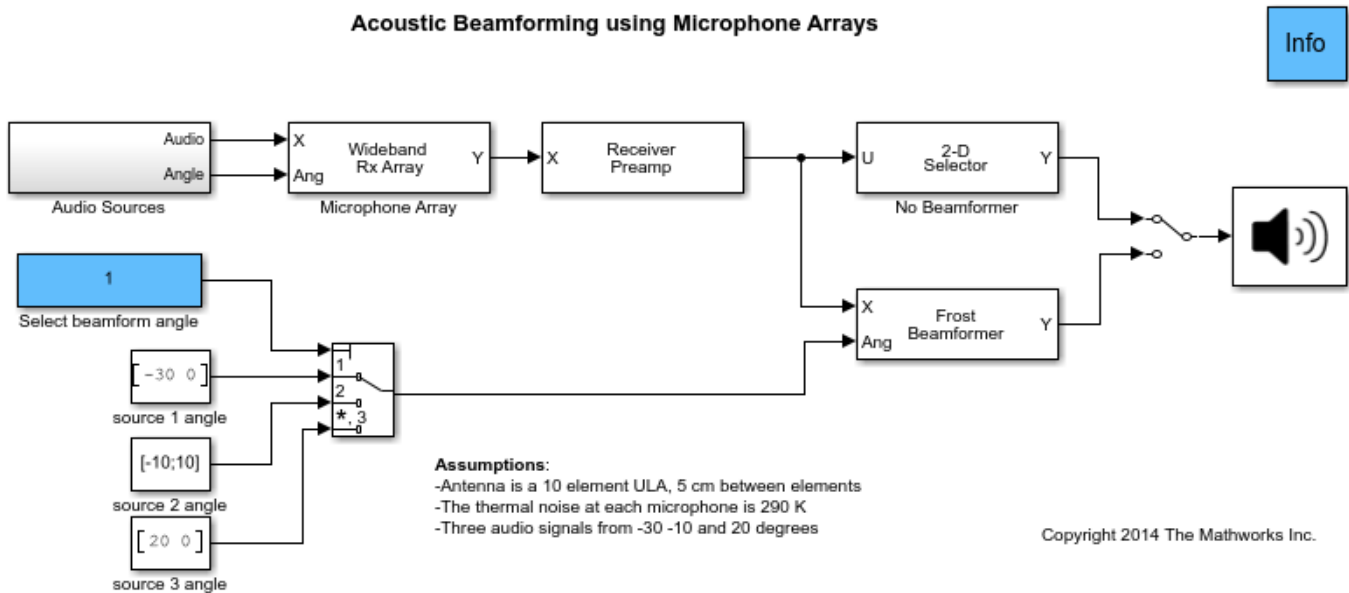 Acoustic Beamforming using Microphone Arrays
Info
Audio
Angle
Audio Sources
X
Ang
Wideband
Rx Array
Y
Microphone Array
X
Receiver
Preamp
U
2-D
Selector
Y
No Beamformer
1
Select beamform angle
X
Ang
Frost
Beamformer
Y
[ -30 0 ]
source 1 angle
[-10;10]
source 2 angle
[ 20 0 ]
source 3 angle
1
2
*, 3
Assumptions:
-Antenna is a 10 element ULA, 5 cm between elements
-The thermal noise at each microphone is 290 K
-Three audio signals from -30 -10 and 20 degrees
Copyright 2014 The Mathworks Inc.